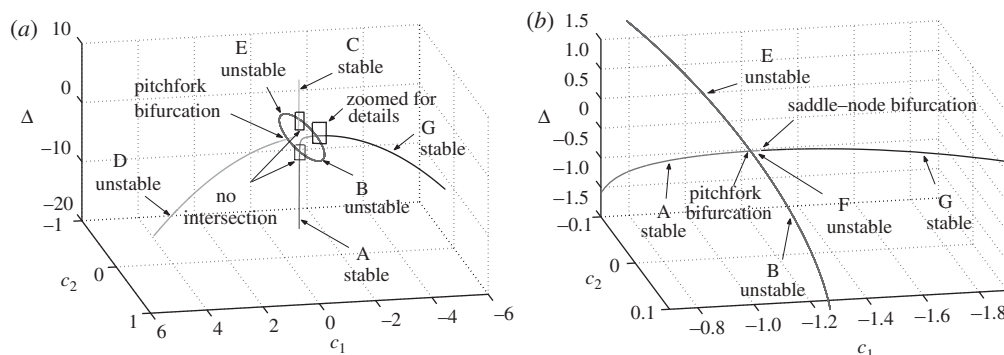 (a)
10
0
−10
−20
Δ
E
unstable
C
stable
pitchfork
bifurcation
zoomed for
details
G
stable
D
unstable
no
intersection
B
unstable
A
stable
−1
0
1
c2
6
4
2
0
−2
−4
−6
c1
(b)
1.5
1.0
0.5
0
−0.5
−1.0
−1.5
Δ
E
unstable
saddle–node bifurcation
A
stable
pitchfork
bifurcation
F
unstable
G
stable
B
unstable
−0.1
0
0.1
c2
−0.8
−1.0
−1.2
−1.4
−1.6
−1.8
c1